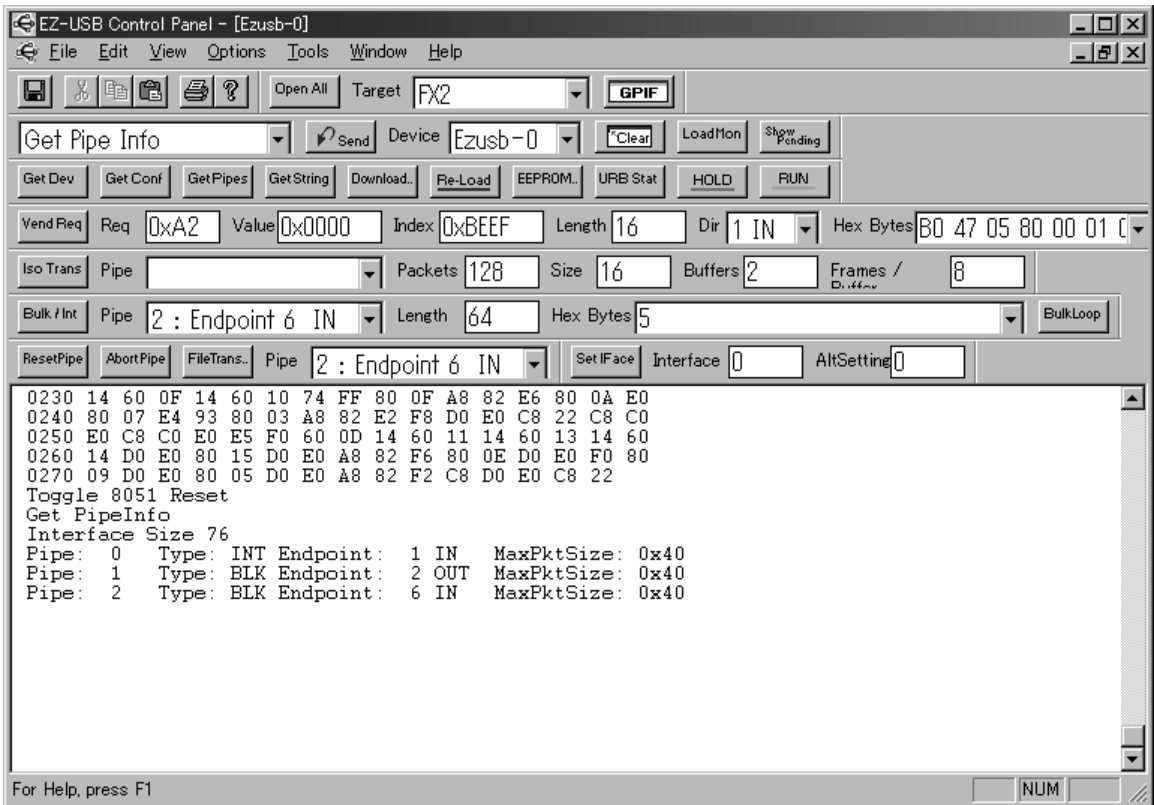 EZ-USB Control Panel - [Ezusb-0]
File Edit View Options Tools Window Help
Open All Target FX2 GPIF
Get Pipe Info Send Device Ezusb-0 Clear LoadMon Show Pending
Get Dev Get Conf GetPipes GetString Download.. Re-Load EEPROM.. URB Stat HOLD RUN
Vend Req Req 0xA2 Value 0x0000 Index 0xBEEF Length 16 Dir 1 IN Hex Bytes B0 47 05 80 00 01
Iso Trans Pipe Packets 128 Size 16 Buffers 2 Frames / Buffer 8
Bulk / Int Pipe 2 : Endpoint 6 IN Length 64 Hex Bytes 5 BulkLoop
ResetPipe AbortPipe FileTrans.. Pipe 2 : Endpoint 6 IN Set IFace Interface 0 AltSetting 0
0230 14 60 0F 14 60 10 74 FF 80 0F A8 82 E6 80 0A E0
0240 80 07 E4 93 80 03 A8 82 E2 F8 D0 E0 C8 22 C8 C0
0250 E0 C8 C0 E0 E5 F0 60 0D 14 60 11 14 60 13 14 60
0260 14 D0 E0 80 15 D0 E0 A8 82 F6 80 0E D0 E0 F0 80
0270 09 D0 E0 80 05 D0 E0 A8 82 F2 C8 D0 E0 C8 22
Toggle 8051 Reset
Get PipeInfo
Interface Size 76
Pipe: 0 Type: INT Endpoint: 1 IN MaxPktSize: 0x40
Pipe: 1 Type: BLK Endpoint: 2 OUT MaxPktSize: 0x40
Pipe: 2 Type: BLK Endpoint: 6 IN MaxPktSize: 0x40
For Help, press F1 NUM